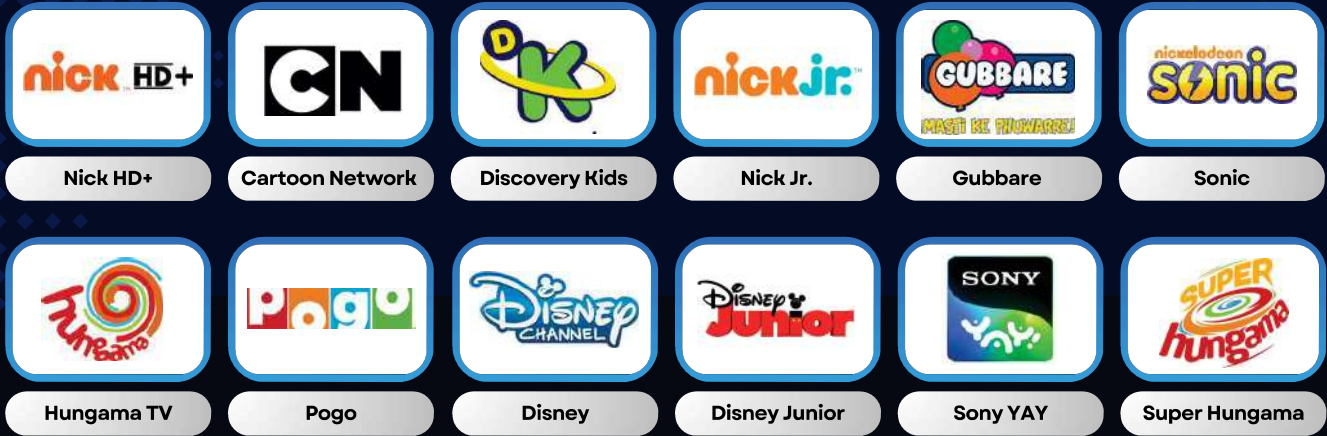 nick HD+
CN
D K
nick jr.™
GUBBARE
MASTI KE PHUWARRE!
nickelodeon
sonic
Nick HD+
Cartoon Network
Discovery Kids
Nick Jr.
Gubbare
Sonic
hungama
POGO
DISNEY
CHANNEL
DISNEY
Junior
SONY
YAY!
SUPER
hungama
Hungama TV
Pogo
Disney
Disney Junior
Sony YAY
Super Hungama